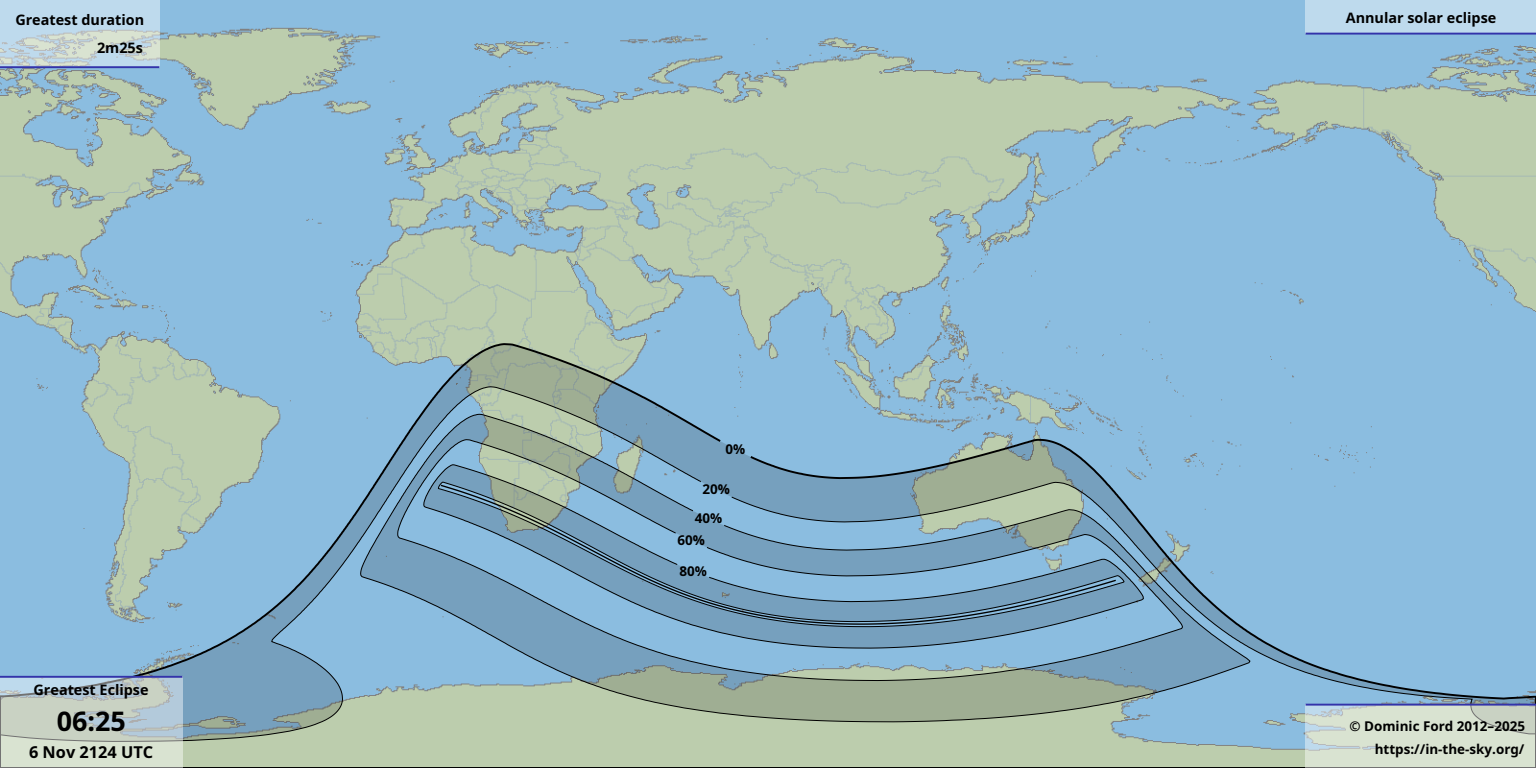 Greatest duration
2m25s
Annular solar eclipse
0%
20%
40%
60%
80%
Greatest Eclipse
06:25
6 Nov 2124 UTC
© Dominic Ford 2012–2025
https://in-the-sky.org/